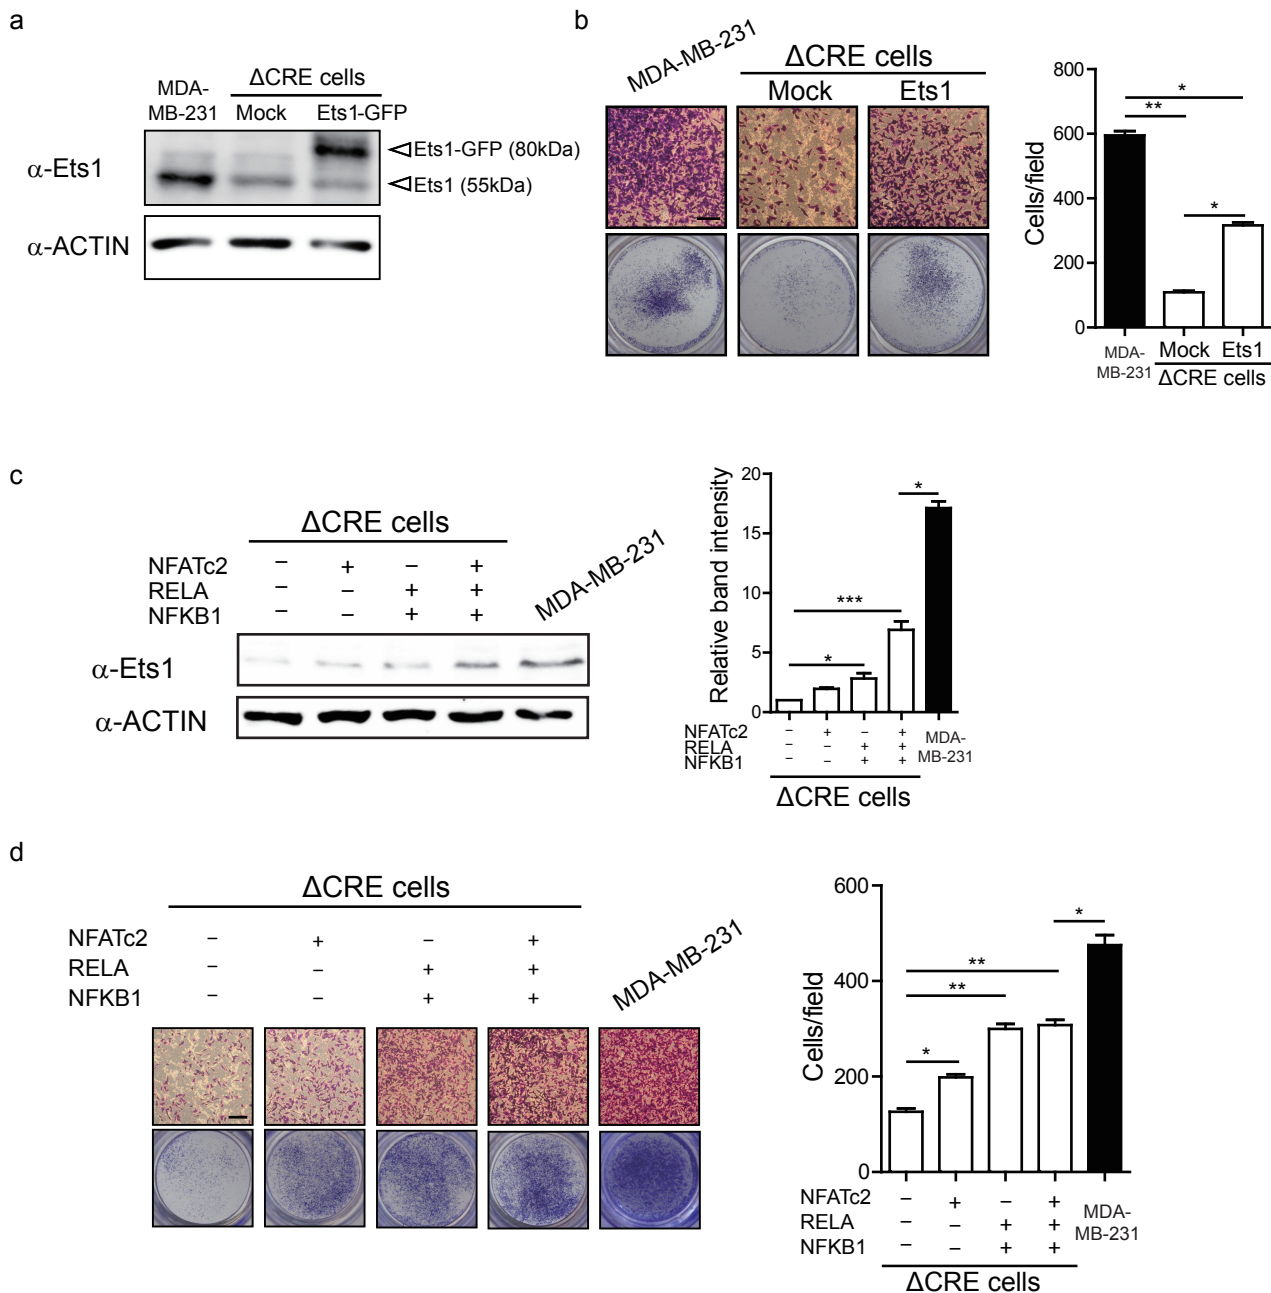 a
MDA-
MB-231
ΔCRE cells
Mock
Ets1-GFP
α-Ets1
Ets1-GFP (80kDa)
Ets1 (55kDa)
α-ACTIN
b
MDA-MB-231
ΔCRE cells
Mock
Ets1
Cells/field
800
600
400
200
0
*
**
*
MDA-
MB-231
Mock
Ets1
ΔCRE cells
c
ΔCRE cells
NFATc2 – + – +
RELA – – + +
NFKB1 – – + +
MDA-MB-231
α-Ets1
α-ACTIN
Relative band intensity
20
15
10
5
0
*
***
*
NFATc2 – + – +
RELA – – + +
NFKB1 – – + +
MDA-
MB-231
ΔCRE cells
d
ΔCRE cells
NFATc2 – + – +
RELA – – + +
NFKB1 – – + +
MDA-MB-231
Cells/field
600
400
200
0
*
**
**
*
NFATc2 – + – +
RELA – – + +
NFKB1 – – + +
MDA-
MB-231
ΔCRE cells